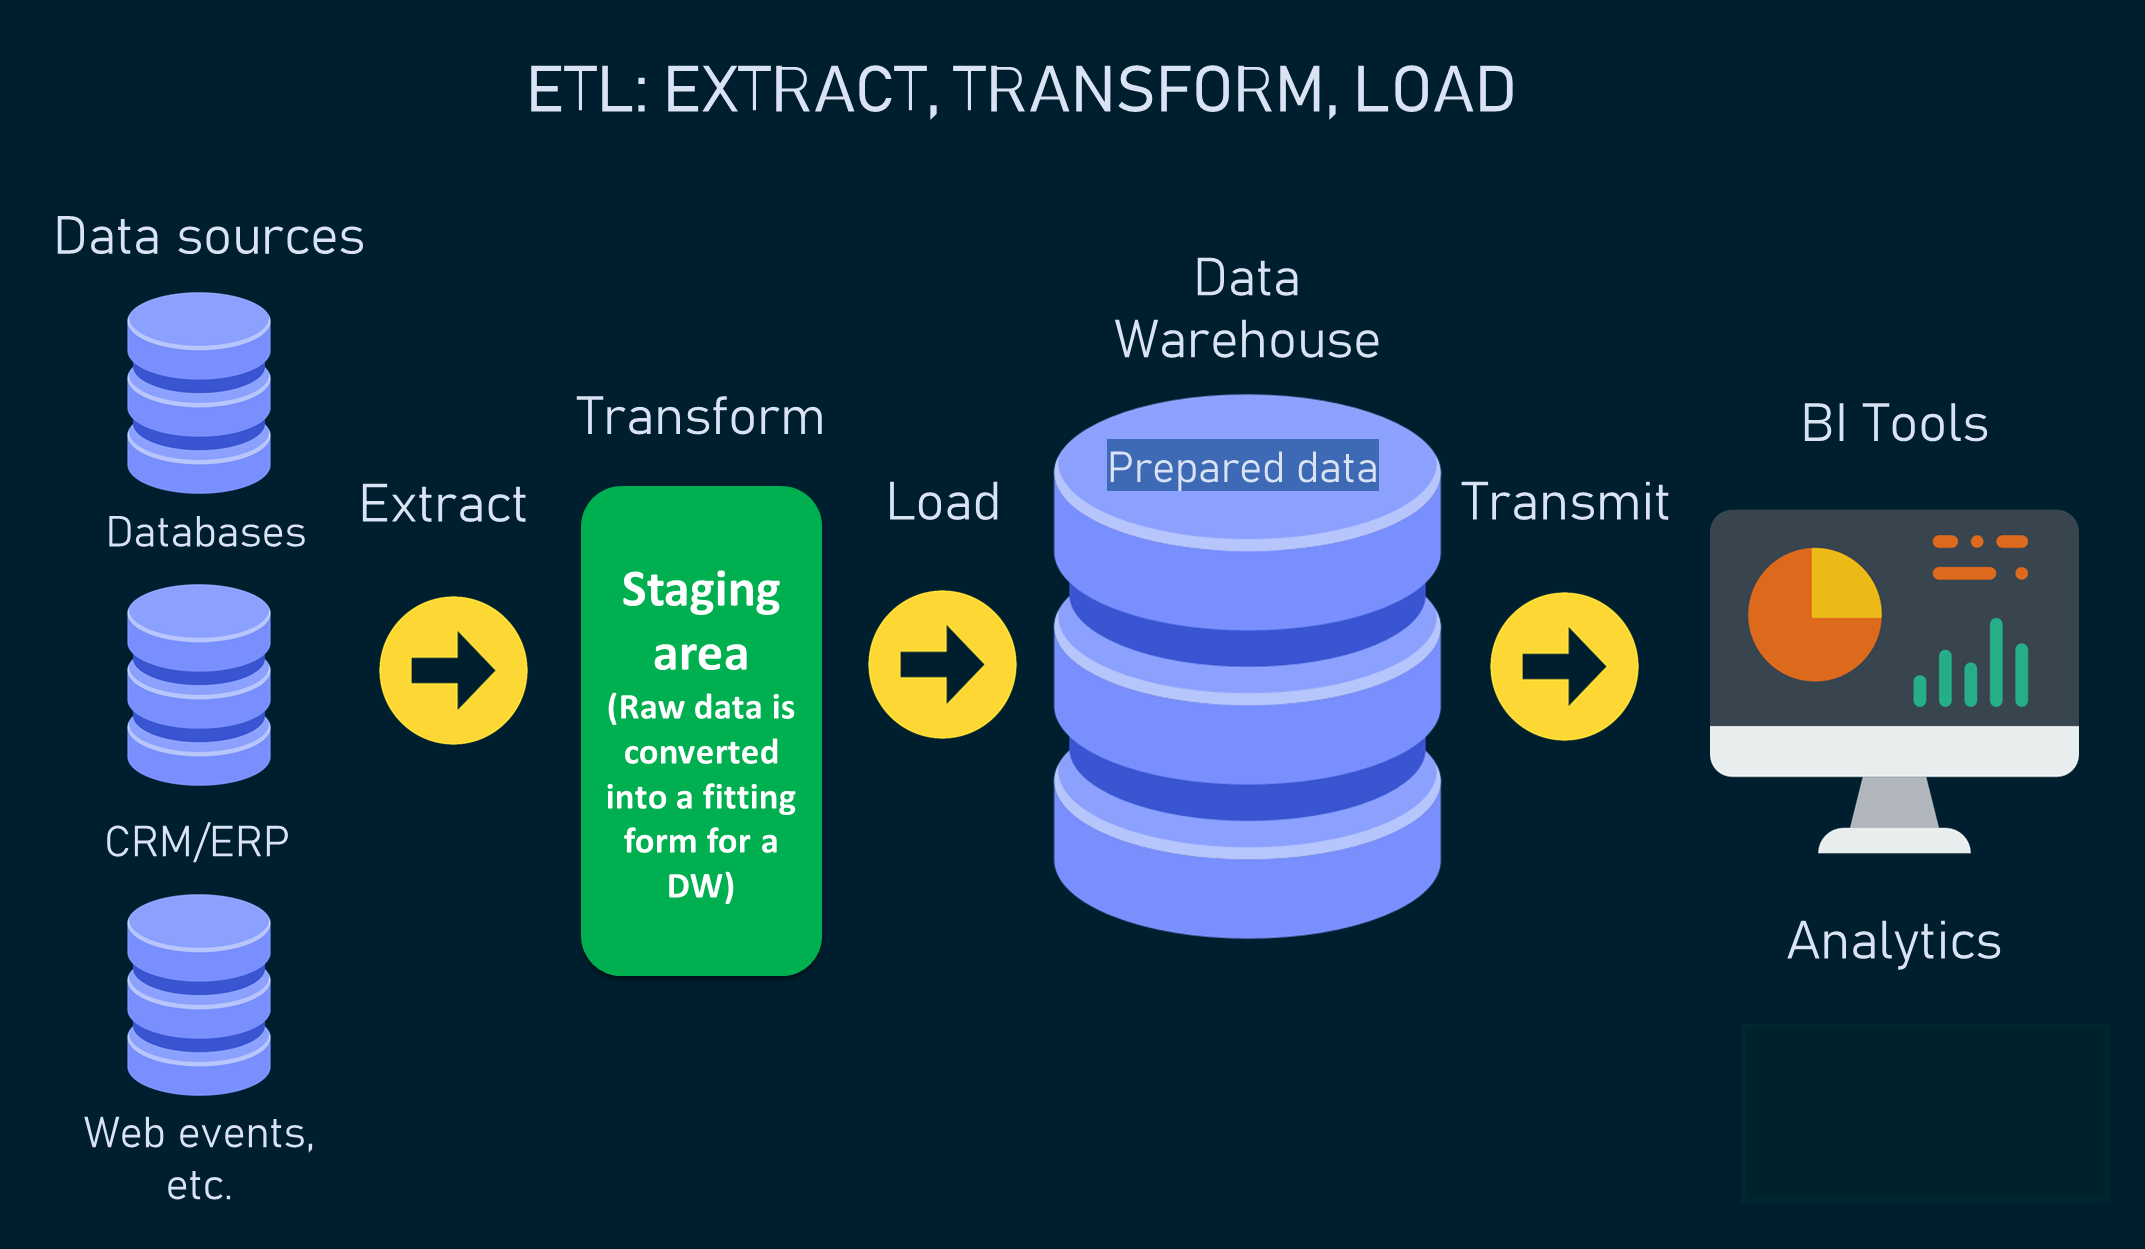 ETL: EXTRACT, TRANSFORM, LOAD
Data sources
Databases
CRM/ERP
Web events,
etc.
Extract
Transform
Staging
area
(Raw data is
converted
into a fitting
form for a
DW)
Load
Data
Warehouse
Prepared data
Transmit
BI Tools
Analytics